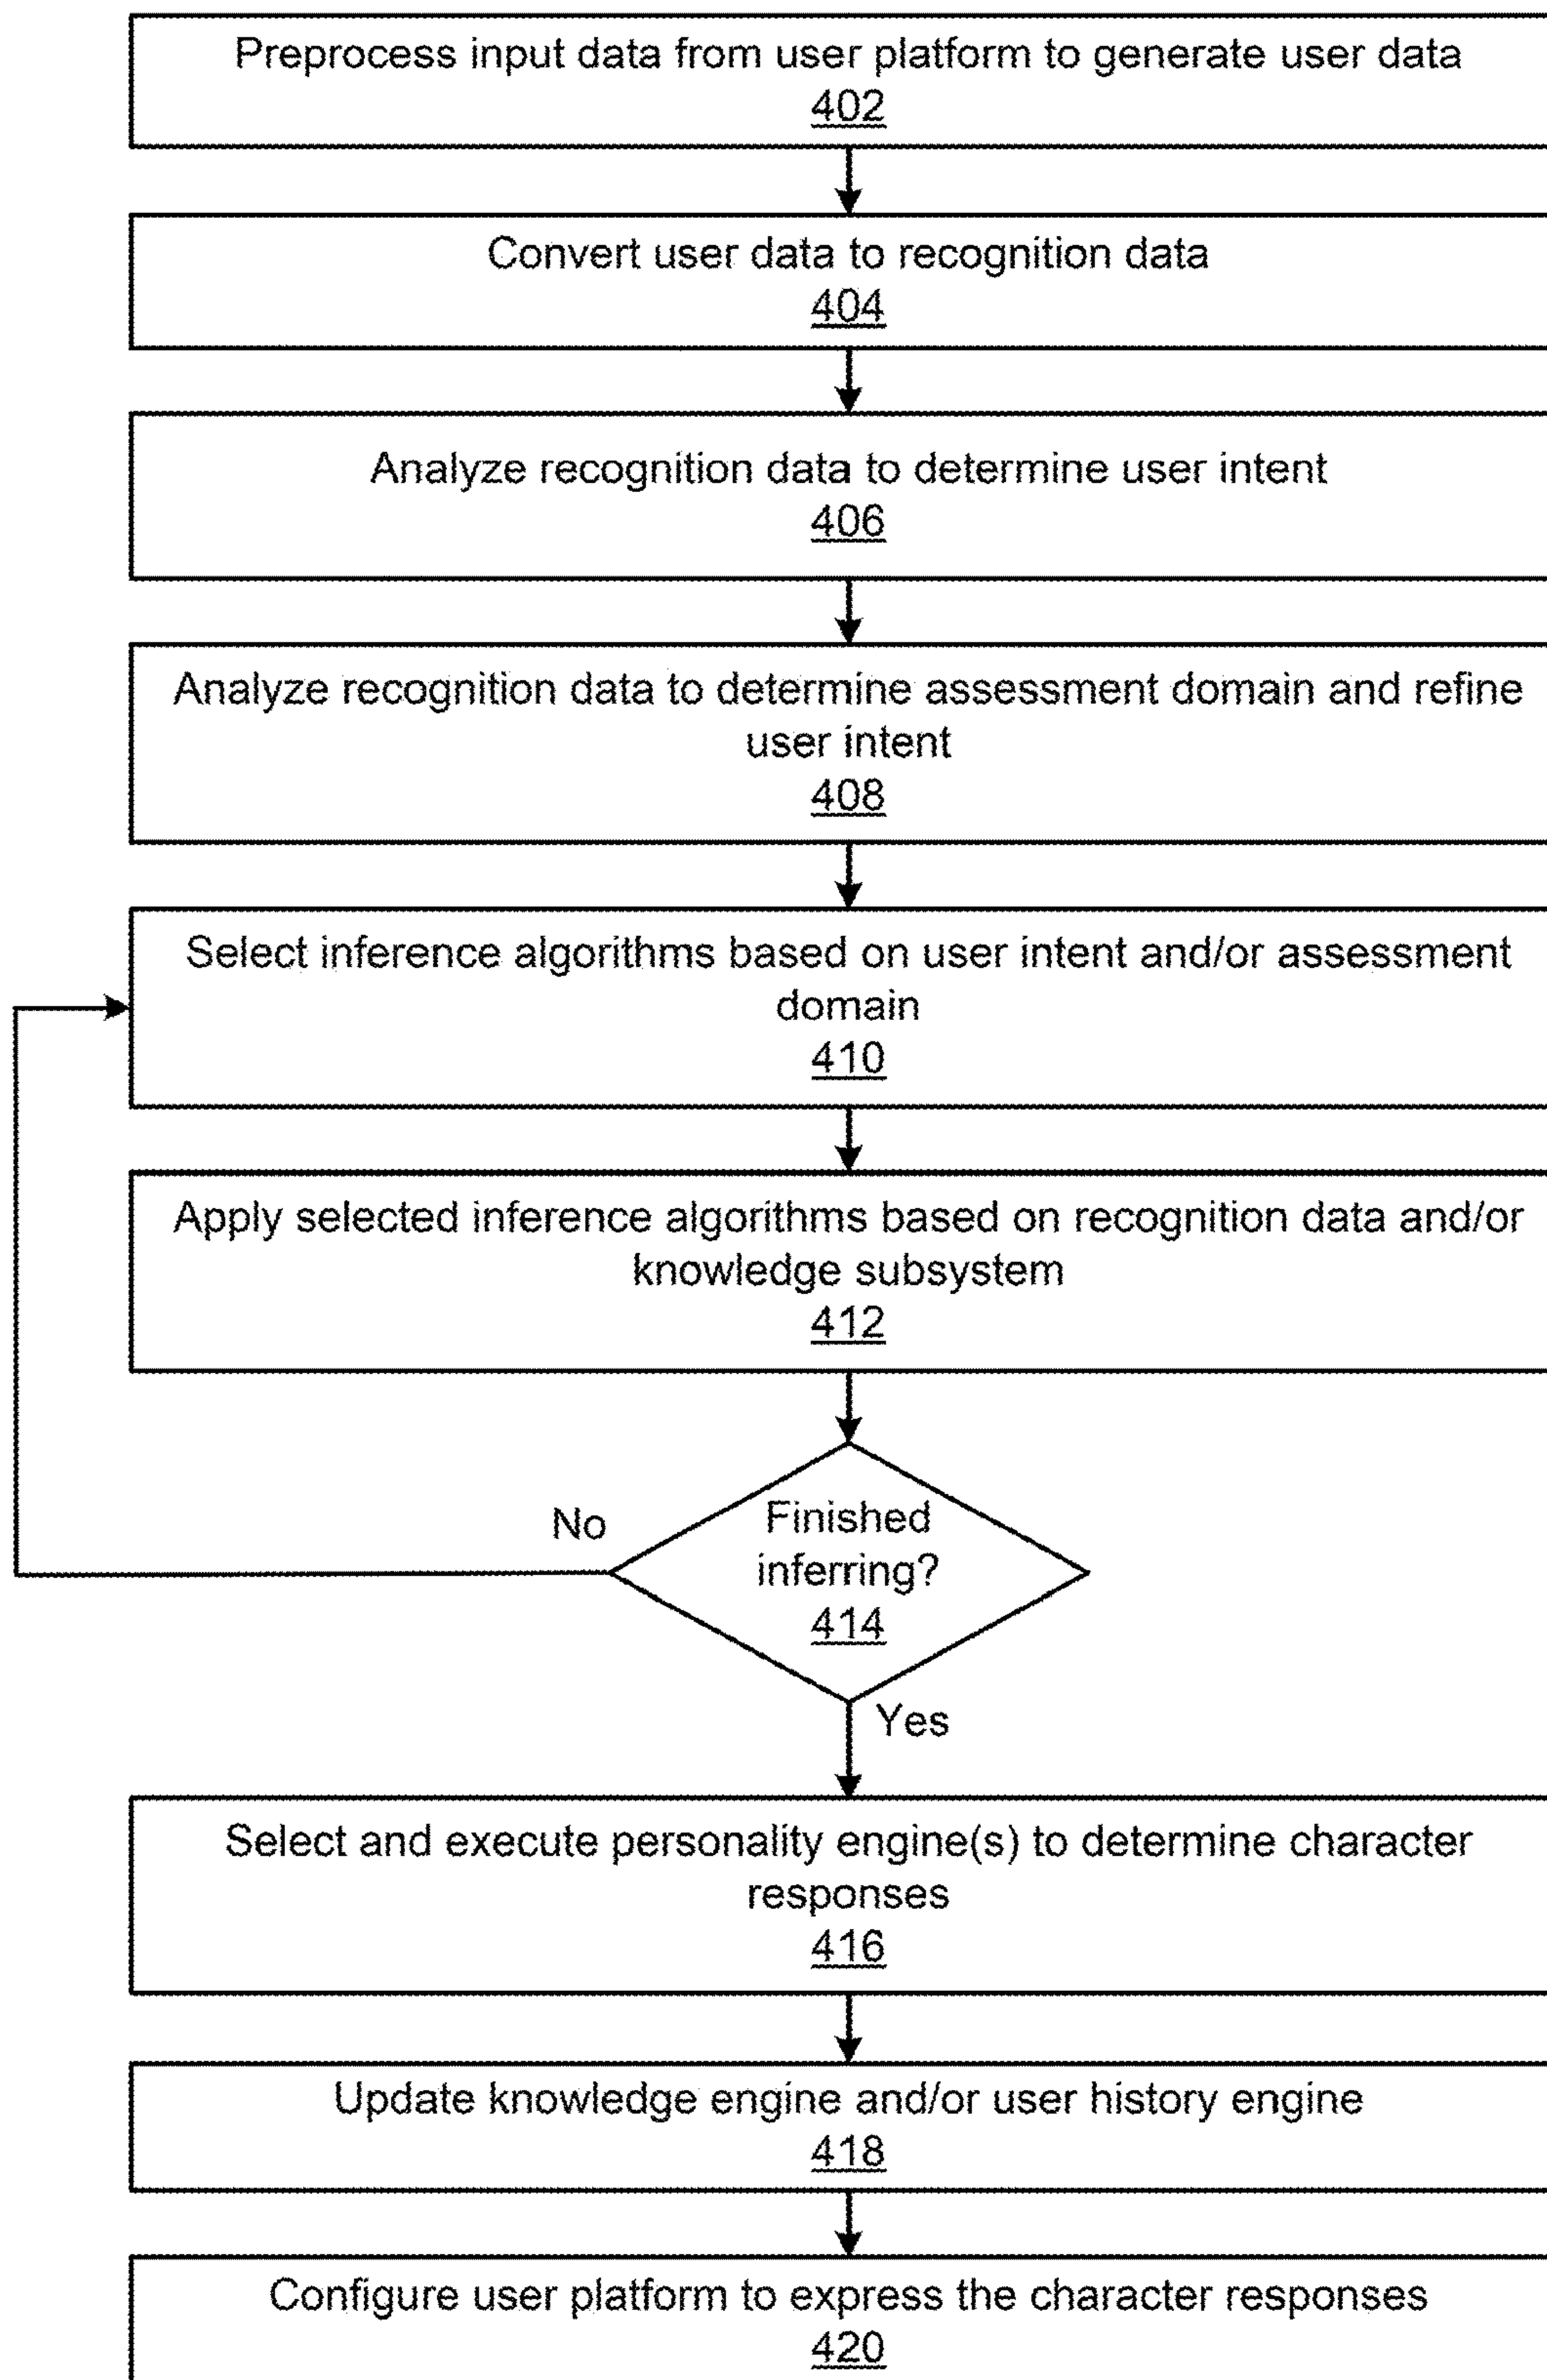 Preprocess input data from user platform to generate user data
402
Convert user data to recognition data
404
Analyze recognition data to determine user intent
406
Analyze recognition data to determine assessment domain and refine
user intent
408
Select inference algorithms based on user intent and/or assessment
domain
410
Apply selected inference algorithms based on recognition data and/or
knowledge subsystem
412
No
Finished
inferring?
414
Yes
Select and execute personality engine(s) to determine character
responses
416
Update knowledge engine and/or user history engine
418
Configure user platform to express the character responses
420